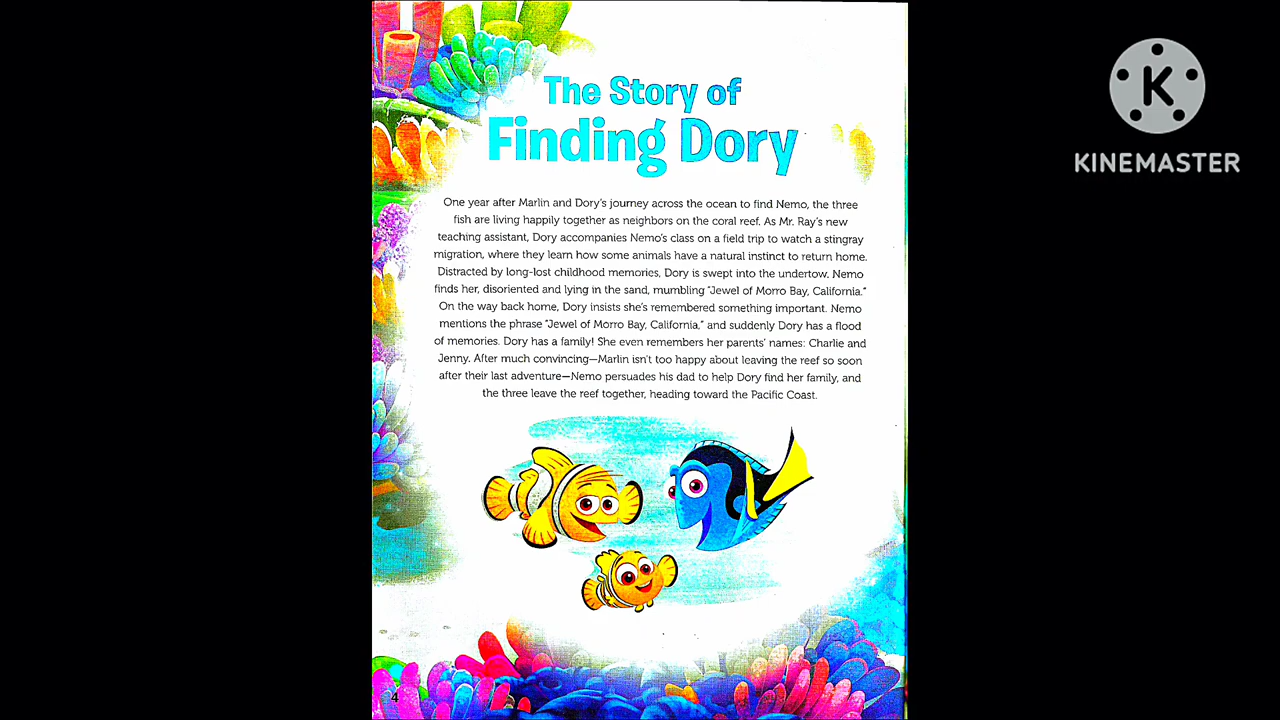 The Story of
Finding Dory
KINEMASTER
One year after Marlin and Dory's journey across the ocean to find Nemo, the three
fish are living happily together as neighbors on the coral reef. As Mr. Ray's new
teaching assistant, Dory accompanies Nemo's class on a field trip to watch a stingray
migration, where they learn how some animals have a natural instinct to return home.
Distracted by long-lost childhood memories, Dory is swept into the undertow. Nemo
finds her, disoriented and lying in the sand, mumbling "Jewel of Morro Bay, California."
On the way back home, Dory insists she's remembered something important. Nemo
mentions the phrase "Jewel of Morro Bay, California," and suddenly Dory has a flood
of memories. Dory has a family! She even remembers her parents' names: Charlie and
Jenny. After much convincing—Marlin isn't too happy about leaving the reef so soon
after their last adventure—Nemo persuades his dad to help Dory find her family, and
the three leave the reef together, heading toward the Pacific Coast.
4